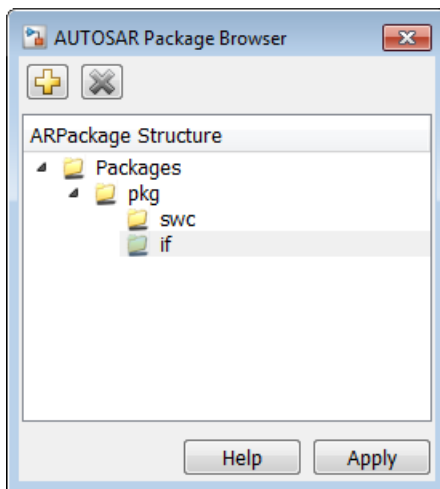 AUTOSAR Package Browser
ARPackage Structure
Packages
pkg
swc
if
Help
Apply